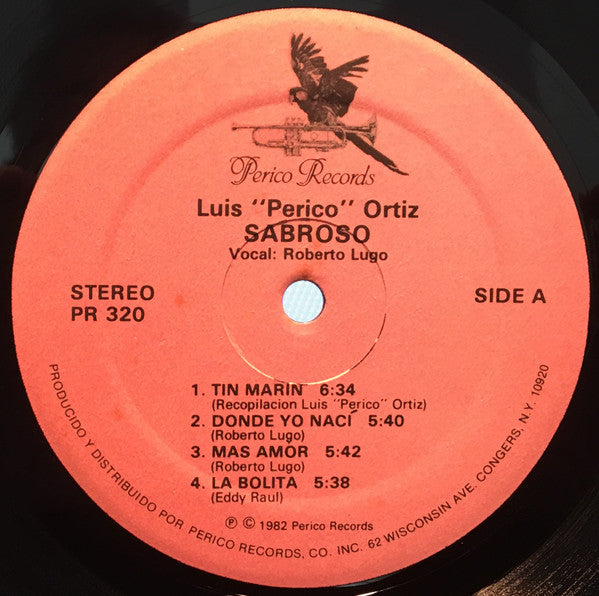 Perico Records
Luis "Perico" Ortiz
SABROSO
Vocal: Roberto Lugo
STEREO
PR 320
SIDE A
1. TIN MARIN 6:34
(Recopilacion Luis "Perico" Ortiz)
2. DONDE YO NACÍ 5:40
(Roberto Lugo)
3. MAS AMOR 5:42
(Roberto Lugo)
4. LA BOLITA 5:38
(Eddy Raul)
Ⓟ © 1982 Perico Records
PRODUCIDO Y DISTRIBUIDO POR PERICO RECORDS, CO. INC. 62 WISCONSIN AVE. CONGERS, N.Y. 10920